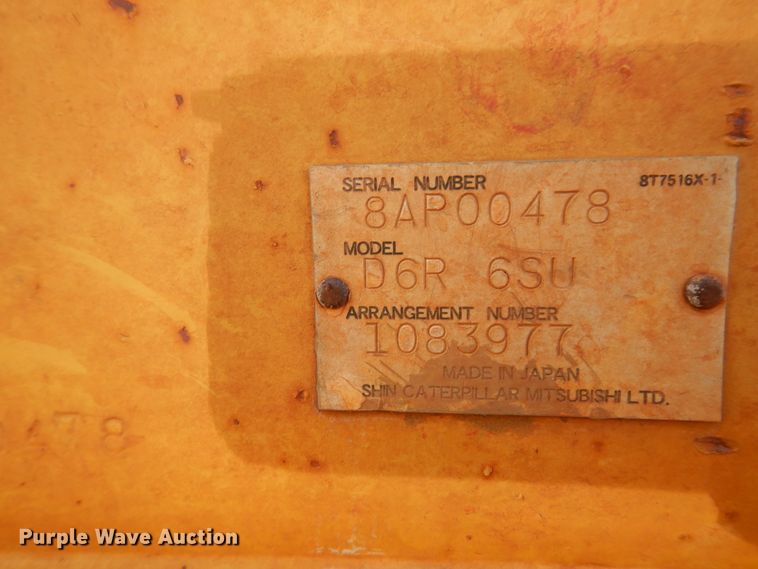 SERIAL NUMBER 8T7516X-1-
8AP00478
MODEL
D6R 6SU
ARRANGEMENT NUMBER
1083977
MADE IN JAPAN
SHIN CATERPILLAR MITSUBISHI LTD.
Purple Wave Auction